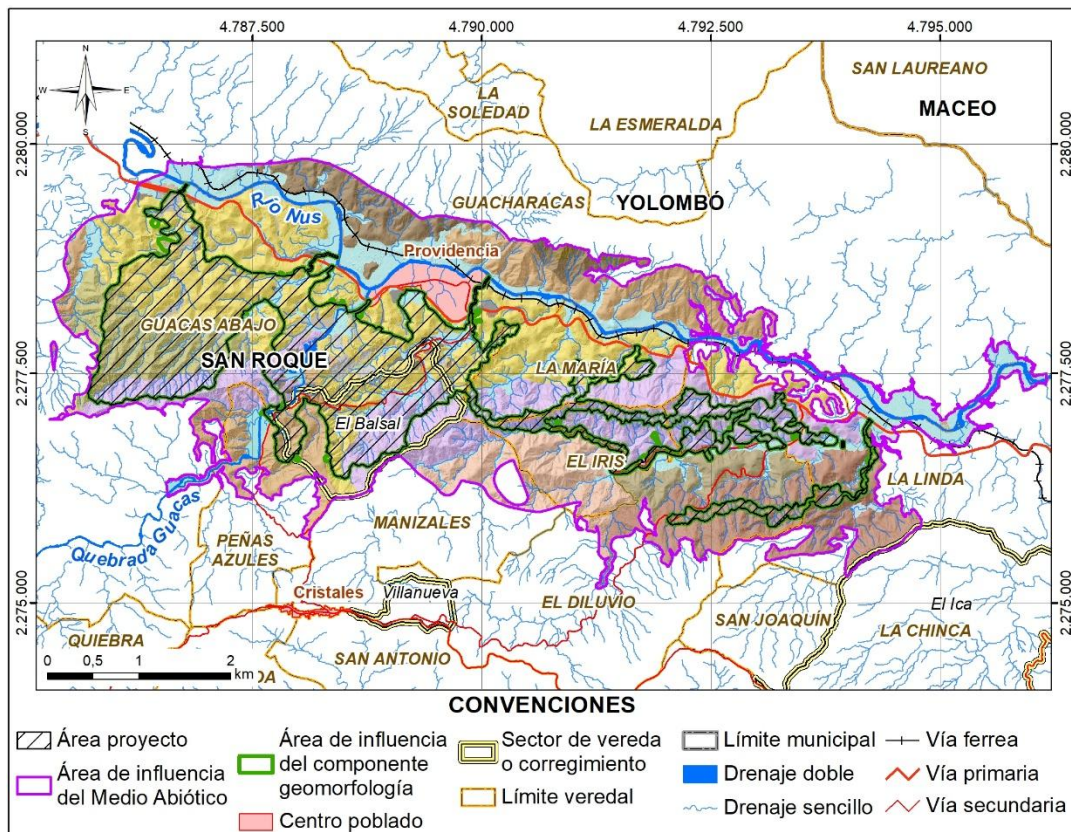 4.787.500
4.790.000
4.792.500
4.795.000
N
W
E
S
2.280.000
2.280.000
2.277.500
2.277.500
2.275.000
2.275.000
SAN LAUREANO
MACEO
LA
SOLEDAD
LA ESMERALDA
YOLOMBÓ
GUACHARACAS
Río Nus
Providencia
GUACAS ABAJO
SAN ROQUE
LA MARÍA
El Balsal
EL IRIS
LA LINDA
MANIZALES
PEÑAS
AZULES
Quebrada Guacas
Cristales
Villanueva
EL DILUVIO
SAN JOAQUÍN
El Ica
LA CHINCA
QUIEBRA
SAN ANTONIO
DA
0 0,5 1 2
km
CONVENCIONES
Área proyecto
Área de influencia
del Medio Abiótico
Área de influencia
del componente
geomorfología
Centro poblado
Sector de vereda
o corregimiento
Límite veredal
Límite municipal
Drenaje doble
Drenaje sencillo
Vía ferrea
Vía primaria
Vía secundaria